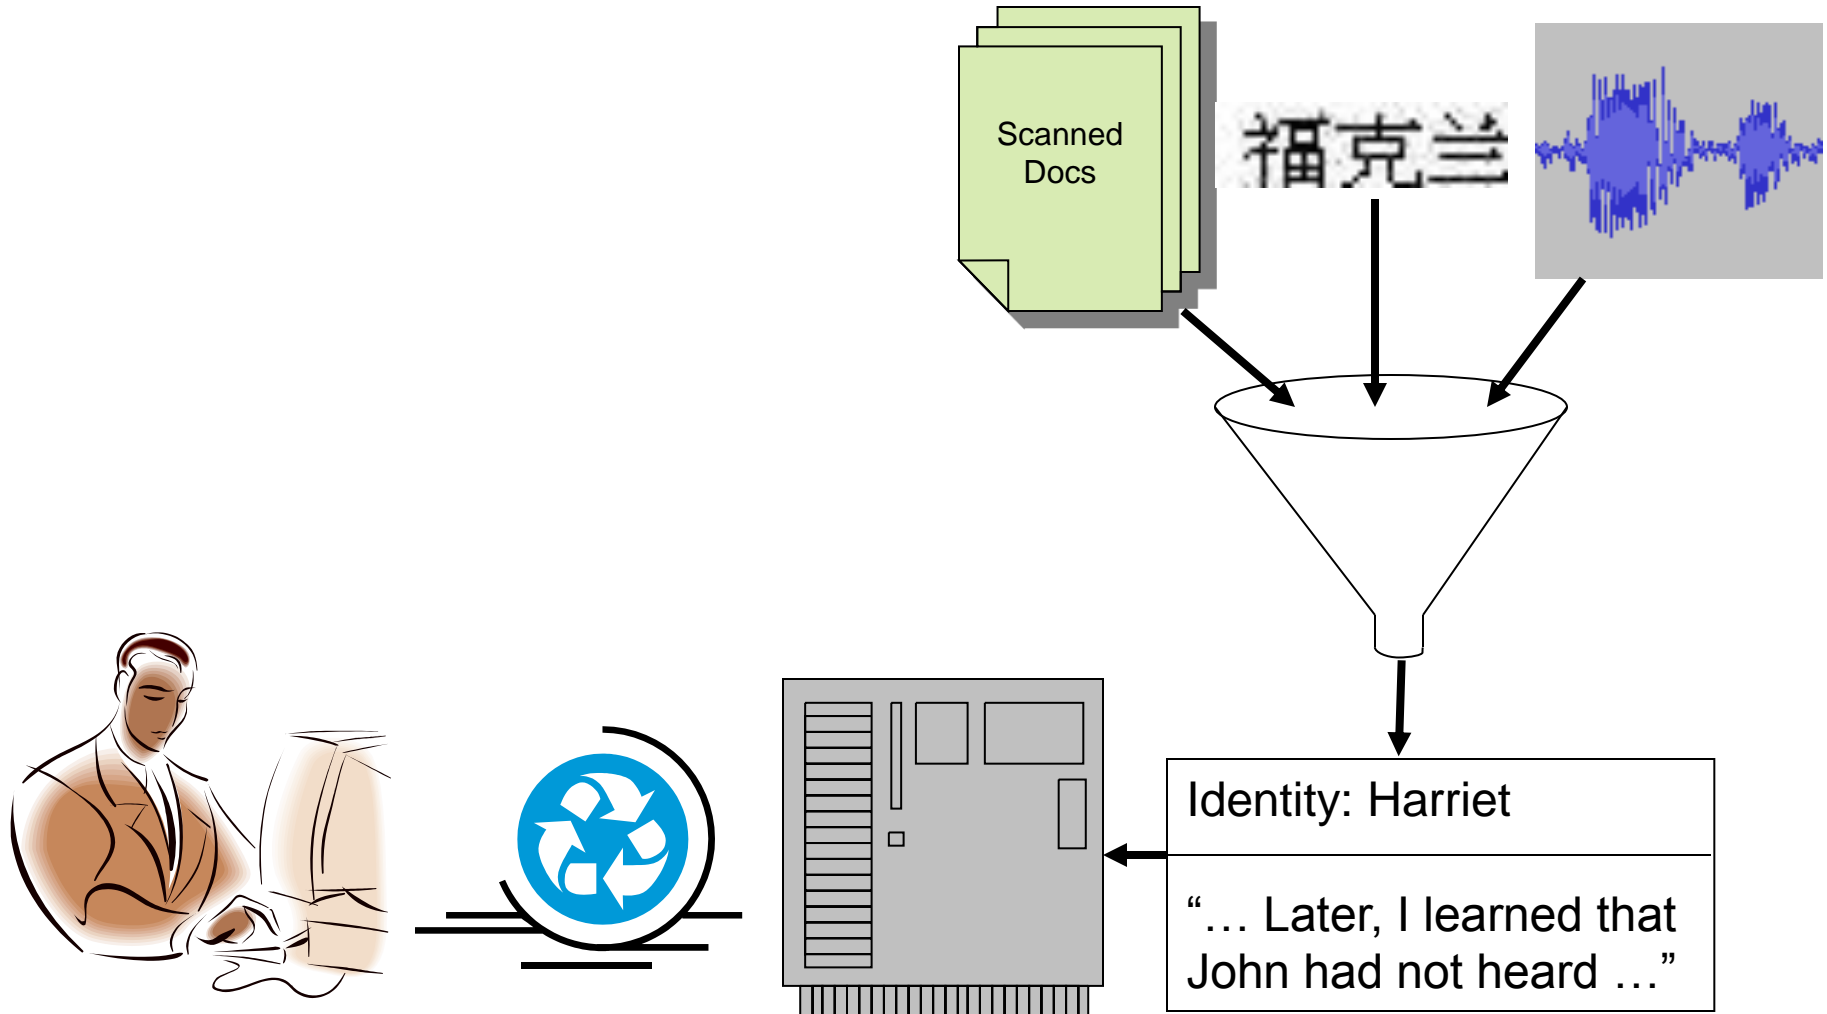 Scanned
Docs
福克兰
Identity: Harriet
“… Later, I learned that
John had not heard …”